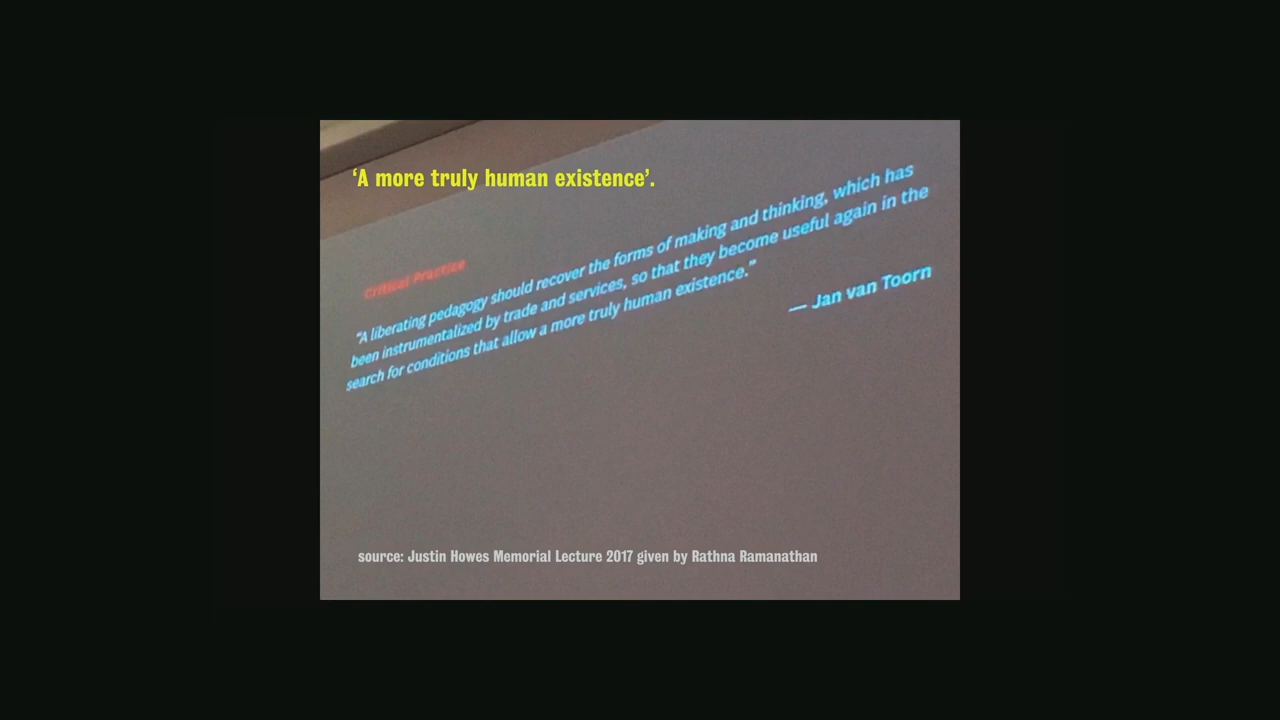 ‘A more truly human existence’.
Critical Practice
“A liberating pedagogy should recover the forms of making and thinking, which has
been instrumentalized by trade and services, so that they become useful again in the
search for conditions that allow a more truly human existence.”
— Jan van Toorn
source: Justin Howes Memorial Lecture 2017 given by Rathna Ramanathan